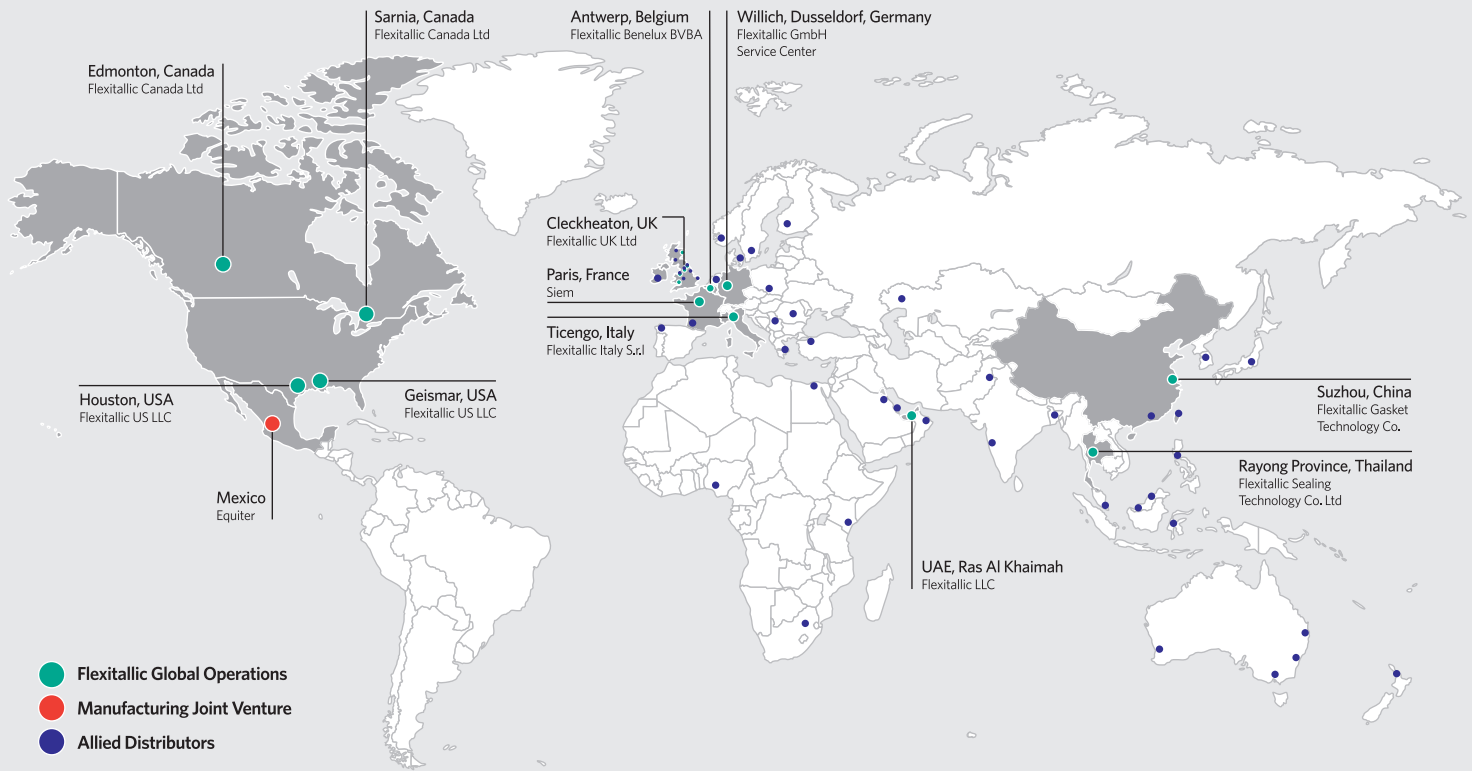 Sarnia, Canada
Flexitallic Canada Ltd
Antwerp, Belgium
Flexitallic Benelux BVBA
Willich, Dusseldorf, Germany
Flexitallic GmbH
Service Center
Edmonton, Canada
Flexitallic Canada Ltd
Cleckheaton, UK
Flexitallic UK Ltd
Paris, France
Siem
Ticengo, Italy
Flexitallic Italy S.r.l
Houston, USA
Flexitallic US LLC
Geismar, USA
Flexitallic US LLC
Suzhou, China
Flexitallic Gasket
Technology Co.
Rayong Province, Thailand
Flexitallic Sealing
Technology Co. Ltd
Mexico
Equiter
UAE, Ras Al Khaimah
Flexitallic LLC
Flexitallic Global Operations
Manufacturing Joint Venture
Allied Distributors